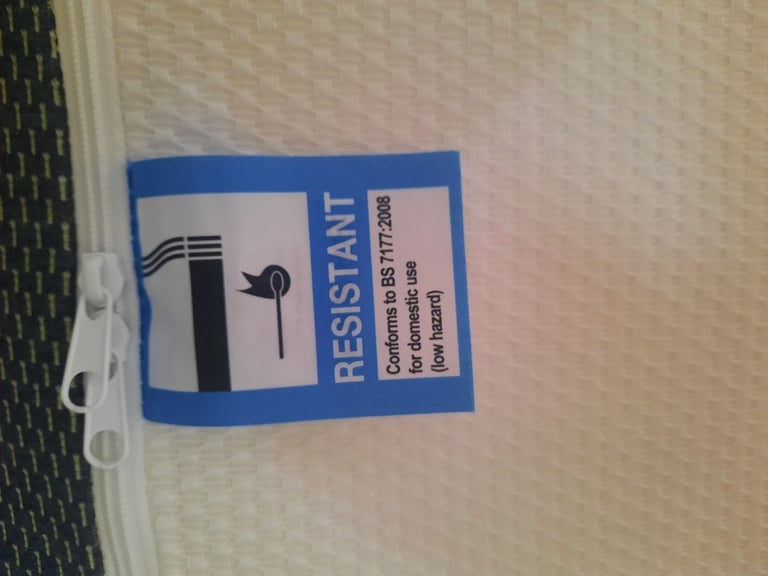 RESISTANT
Conforms to BS 7177:2008
for domestic use
(low hazard)